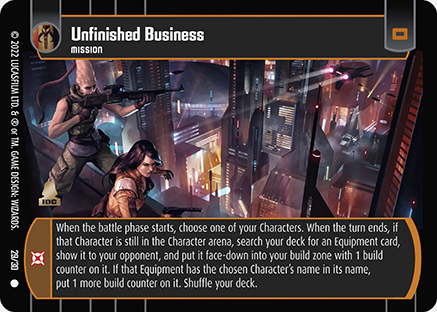 Unfinished Business
MISSION
© 2022 LUCASFILM LTD. & ® OR TM. GAME DESIGN: WIZARDS.
IDC
When the battle phase starts, choose one of your Characters. When the turn ends, if
that Character is still in the Character arena, search your deck for an Equipment card,
show it to your opponent, and put it face-down into your build zone with 1 build
counter on it. If that Equipment has the chosen Character's name in its name,
put 1 more build counter on it. Shuffle your deck.